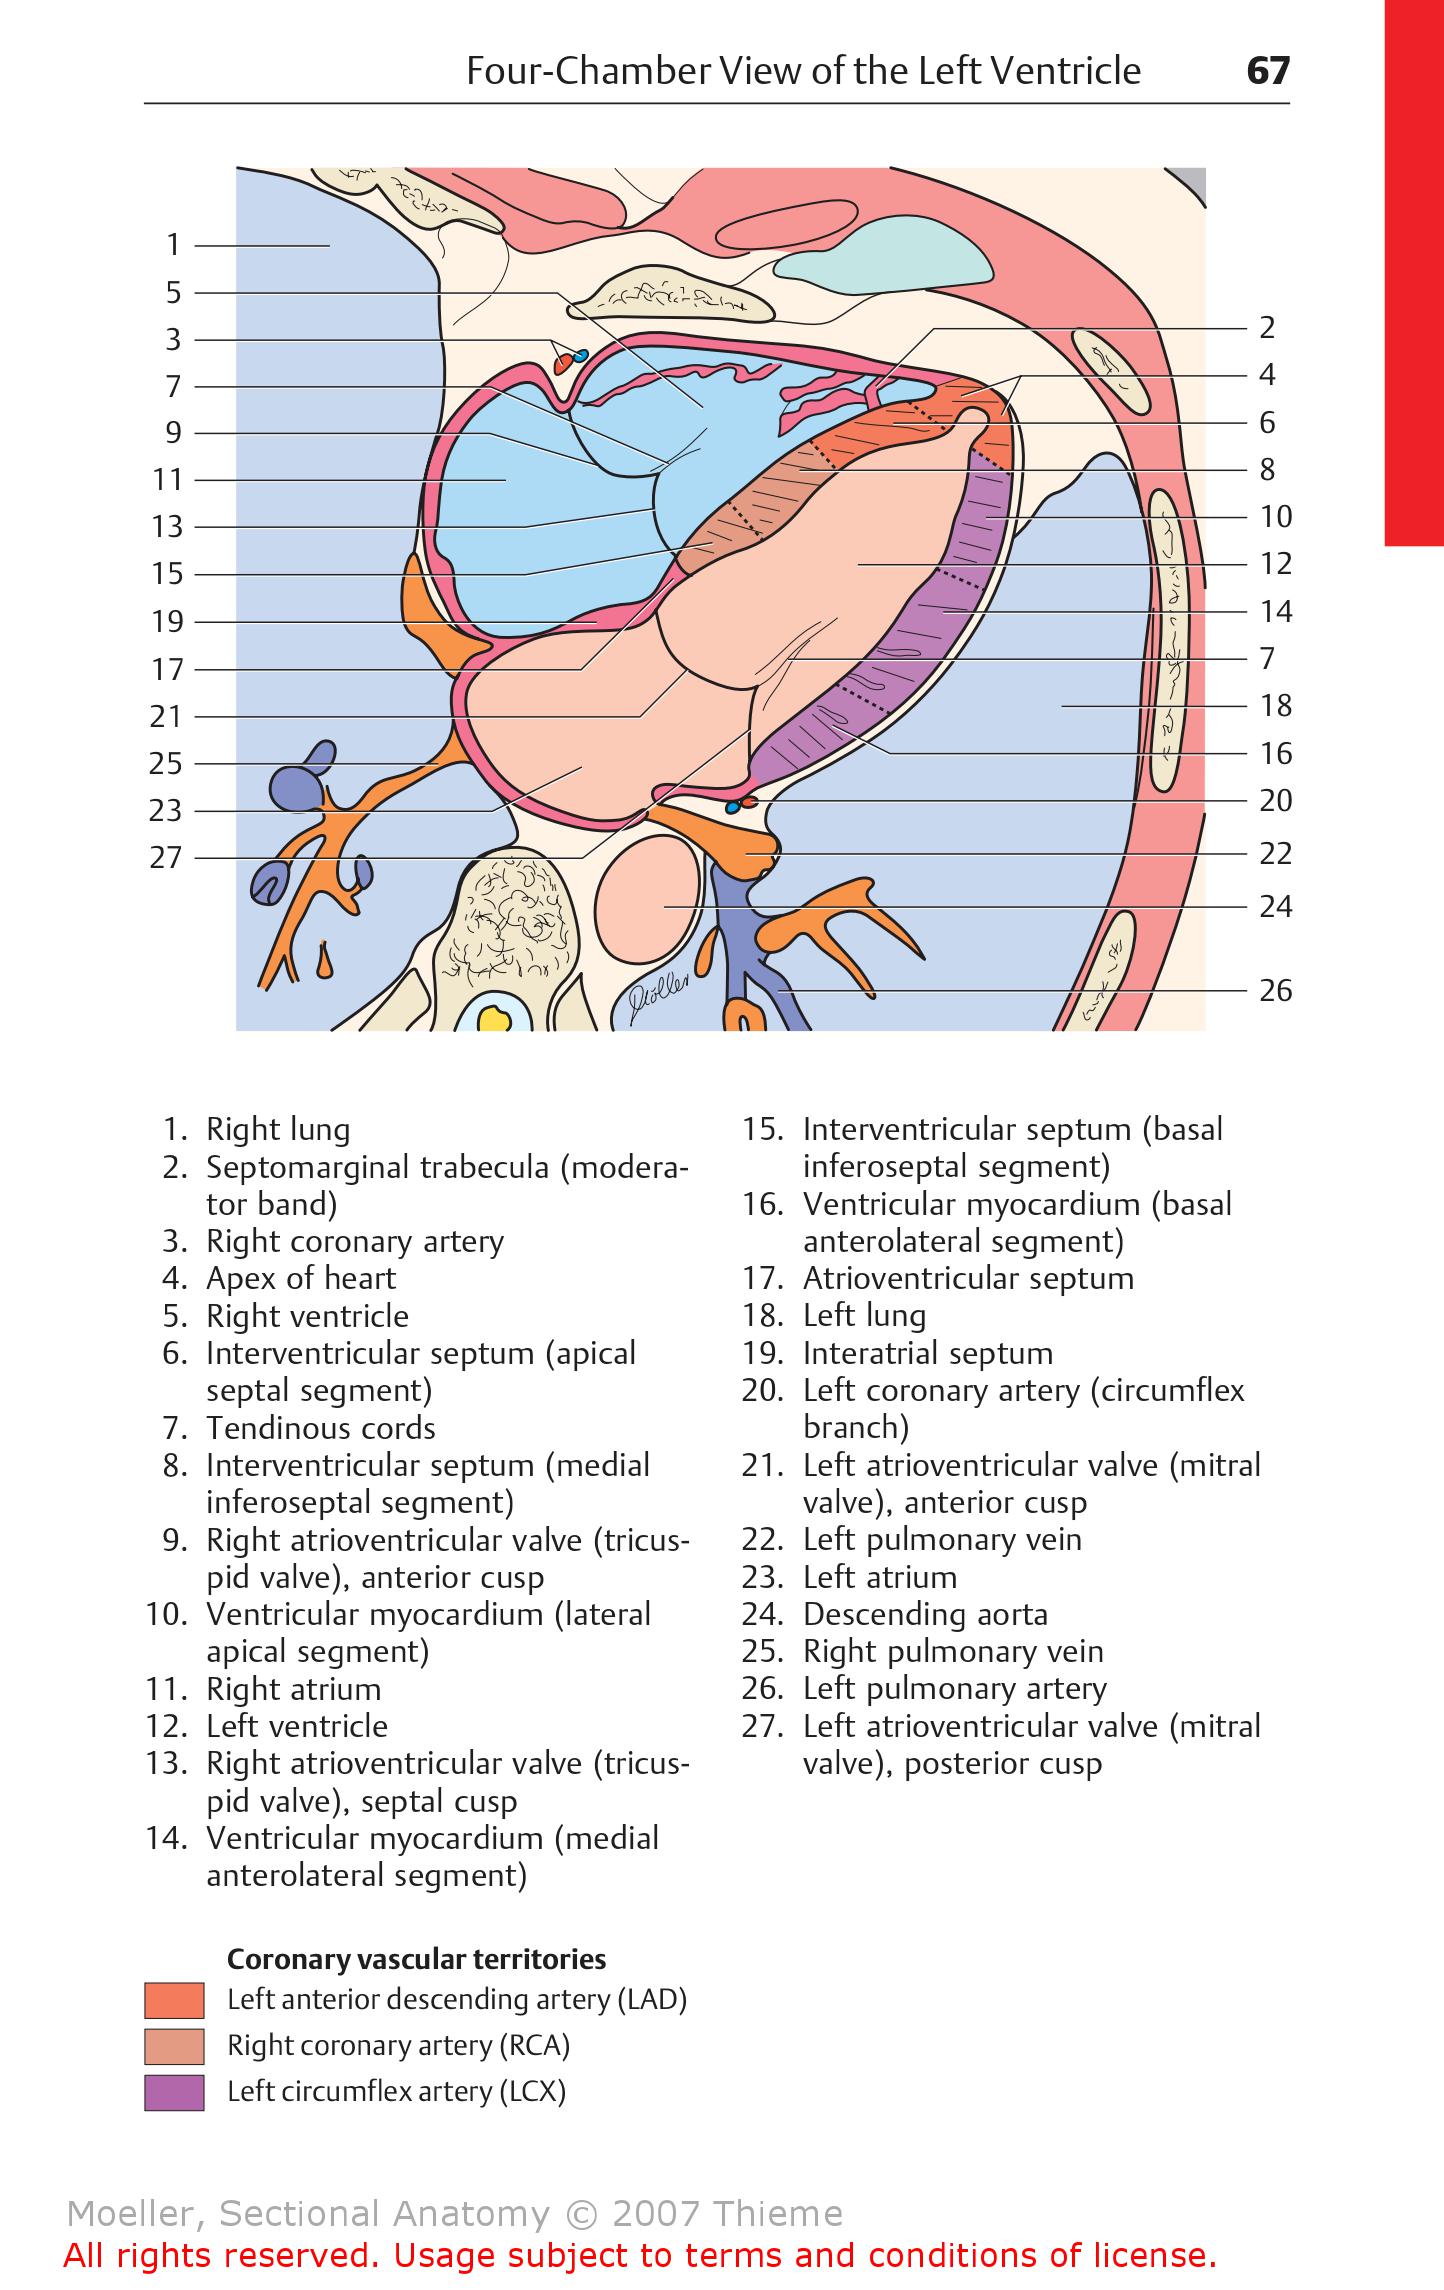 Four-Chamber View of the Left Ventricle 67
1
5
3
7
9
11
13
15
19
17
21
25
23
27
2
4
6
8
10
12
14
7
18
16
20
22
24
26
Möller
1. Right lung
2. Septomarginal trabecula (modera-
tor band)
3. Right coronary artery
4. Apex of heart
5. Right ventricle
6. Interventricular septum (apical
septal segment)
7. Tendinous cords
8. Interventricular septum (medial
inferoseptal segment)
9. Right atrioventricular valve (tricus-
pid valve), anterior cusp
10. Ventricular myocardium (lateral
apical segment)
11. Right atrium
12. Left ventricle
13. Right atrioventricular valve (tricus-
pid valve), septal cusp
14. Ventricular myocardium (medial
anterolateral segment)
15. Interventricular septum (basal
inferoseptal segment)
16. Ventricular myocardium (basal
anterolateral segment)
17. Atrioventricular septum
18. Left lung
19. Interatrial septum
20. Left coronary artery (circumflex
branch)
21. Left atrioventricular valve (mitral
valve), anterior cusp
22. Left pulmonary vein
23. Left atrium
24. Descending aorta
25. Right pulmonary vein
26. Left pulmonary artery
27. Left atrioventricular valve (mitral
valve), posterior cusp
Coronary vascular territories
Left anterior descending artery (LAD)
Right coronary artery (RCA)
Left circumflex artery (LCX)
Moeller, Sectional Anatomy © 2007 Thieme
All rights reserved. Usage subject to terms and conditions of license.